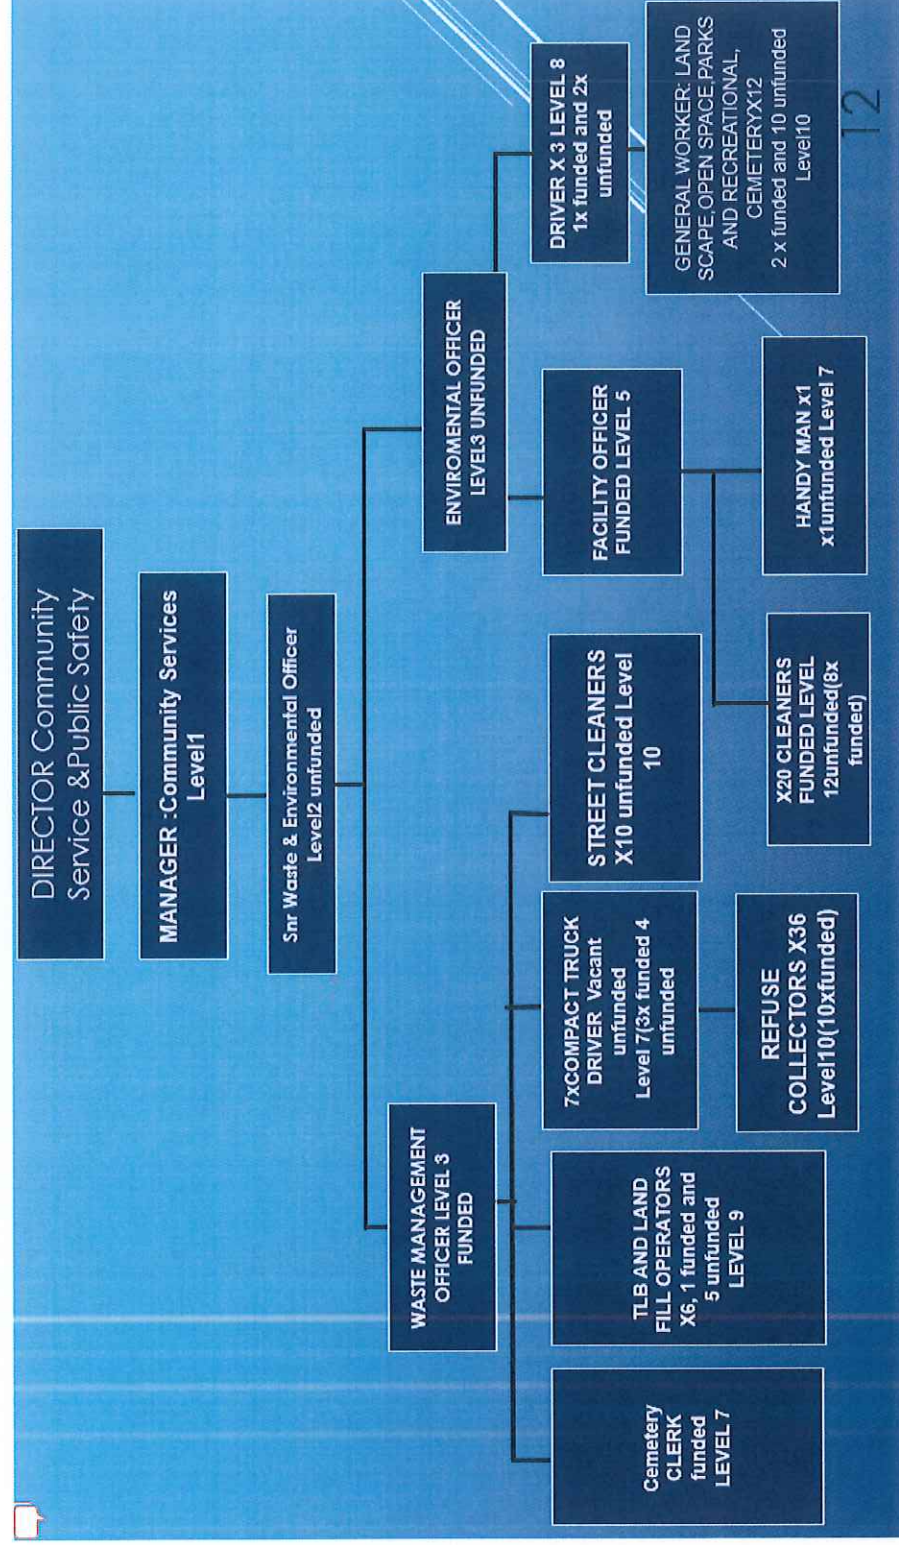 DIRECTOR Community
Service &Public Safety
MANAGER :Community Services
Level1
Snr Waste & Environmental Officer
Level2 unfunded
WASTE MANAGEMENT
OFFICER LEVEL 3
FUNDED
ENVIROMENTAL OFFICER
LEVEL3 UNFUNDED
Cemetery
CLERK
funded
LEVEL 7
TLB AND LAND
FILL OPERATORS
X6, 1 funded and
5 unfunded
LEVEL 9
7xCOMPACT TRUCK
DRIVER Vacant
unfunded
Level 7(3x funded 4
unfunded
STREET CLEANERS
X10 unfunded Level
10
FACILITY OFFICER
FUNDED LEVEL 5
DRIVER X 3 LEVEL 8
1x funded and 2x
unfunded
REFUSE
COLLECTORS X36
Level10(10xfunded)
X20 CLEANERS
FUNDED LEVEL
12unfunded(8x
funded)
HANDY MAN x1
x1unfunded Level 7
GENERAL WORKER: LAND
SCAPE,OPEN SPACE,PARKS
AND RECREATIONAL,
CEMETERYX12
2 x funded and 10 unfunded
Level10
12